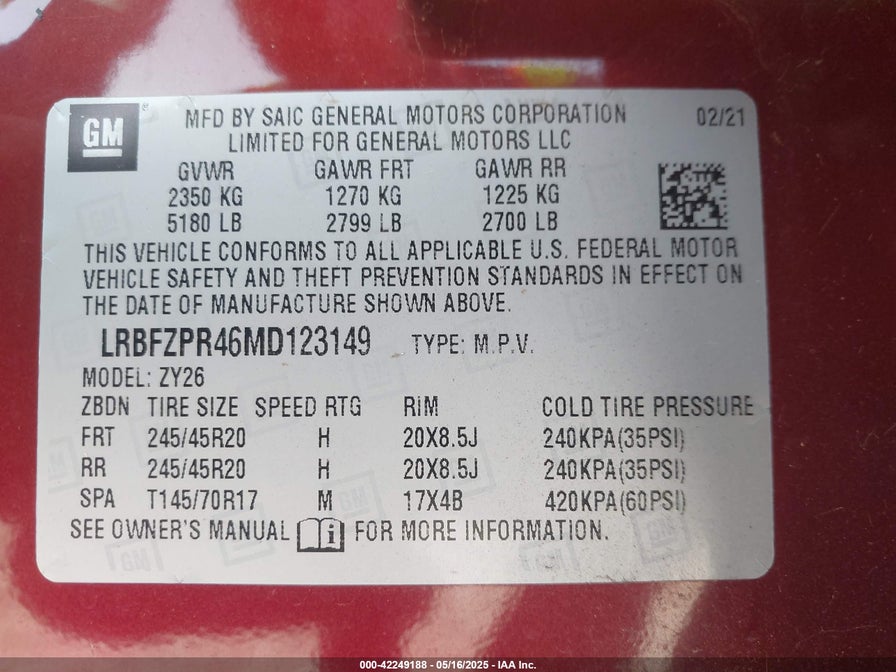 GM
MFD BY SAIC GENERAL MOTORS CORPORATION 02/21
LIMITED FOR GENERAL MOTORS LLC
GVWR GAWR FRT GAWR RR
2350 KG 1270 KG 1225 KG
5180 LB 2799 LB 2700 LB
THIS VEHICLE CONFORMS TO ALL APPLICABLE U.S. FEDERAL MOTOR
VEHICLE SAFETY AND THEFT PREVENTION STANDARDS IN EFFECT ON
THE DATE OF MANUFACTURE SHOWN ABOVE.
LRBFZPR46MD123149 TYPE: M.P.V.
MODEL: ZY26
ZBDN TIRE SIZE SPEED RTG RIM COLD TIRE PRESSURE
FRT 245/45R20 H 20X8.5J 240KPA(35PSI)
RR 245/45R20 H 20X8.5J 240KPA(35PSI)
SPA T145/70R17 M 17X4B 420KPA(60PSI)
SEE OWNER'S MANUAL i FOR MORE INFORMATION.
000-42249188 - 05/16/2025 - IAA Inc.